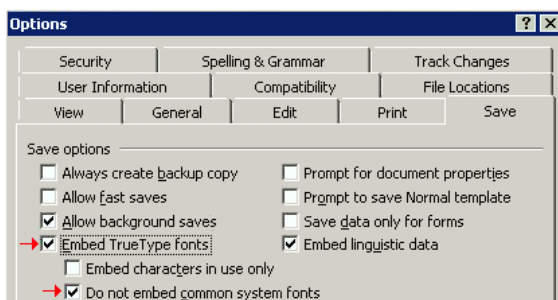 Options
Security Spelling & Grammar Track Changes
User Information Compatibility File Locations
View General Edit Print Save
Save options
Always create backup copy Prompt for document properties
Allow fast saves Prompt to save Normal template
Allow background saves Save data only for forms
Embed TrueType fonts Embed linguistic data
Embed characters in use only
Do not embed common system fonts